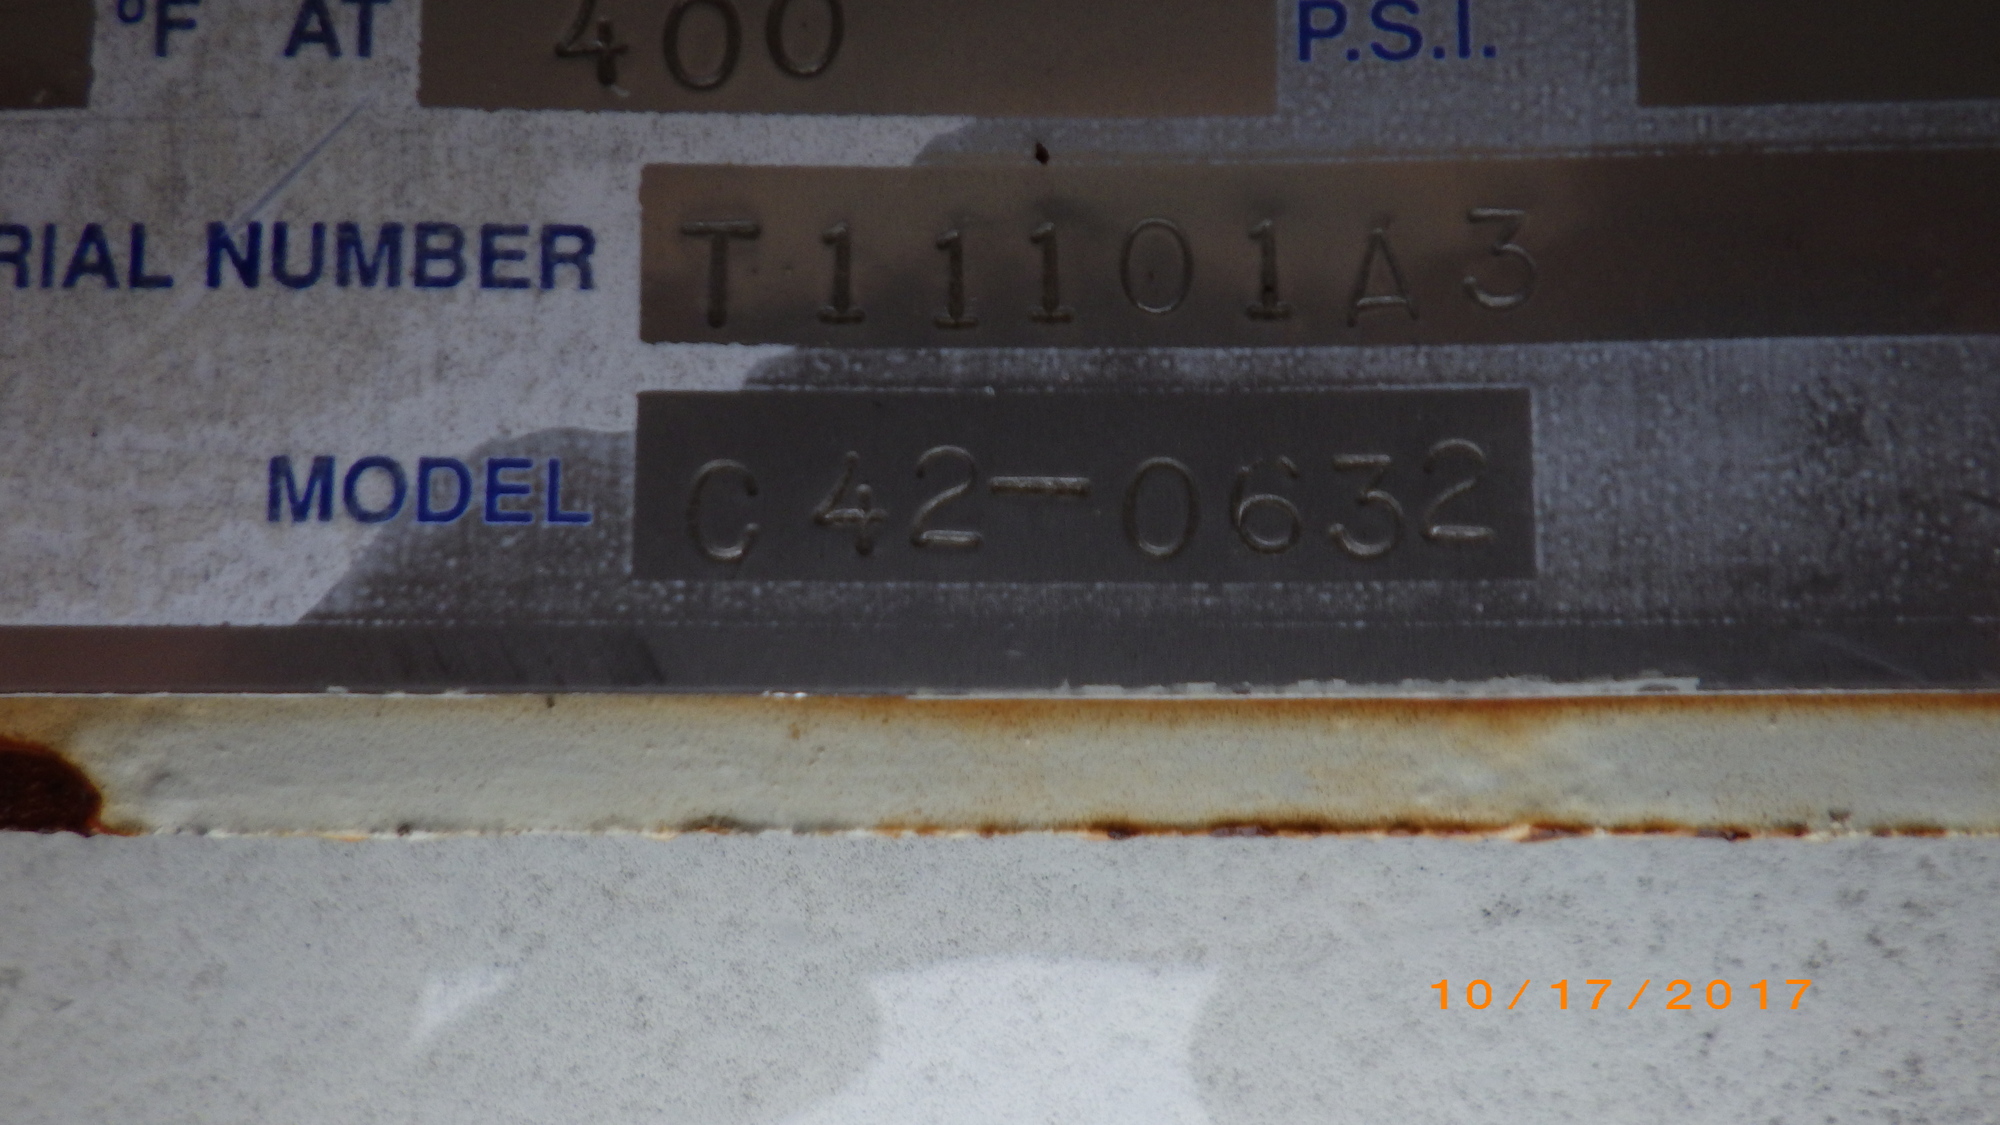 °F AT 400 P.S.I.
RIAL NUMBER T11101A3
MODEL C42-0632
10/17/2017